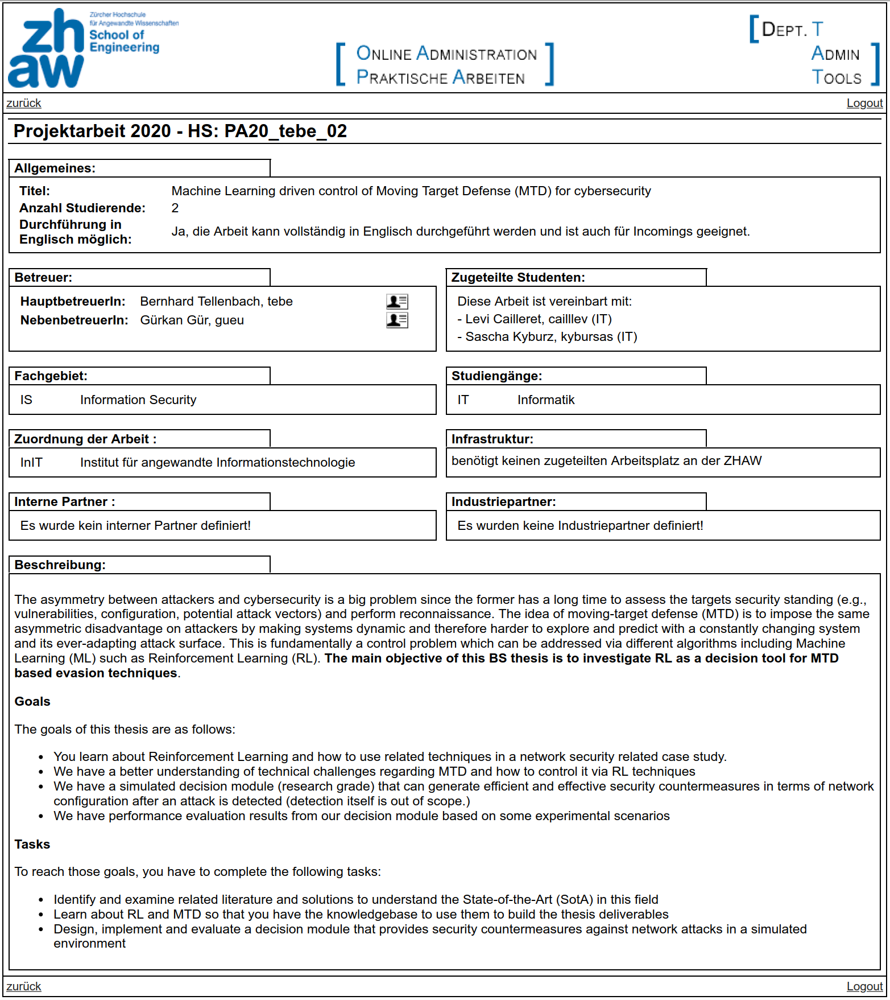 Zürcher Hochschule
für Angewandte Wissenschaften
School of
Engineering
zh
aw
[ ONLINE ADMINISTRATION
PRAKTISCHE ARBEITEN ]
[ DEPT. T
ADMIN
TOOLS ]
zurück Logout
Projektarbeit 2020 - HS: PA20_tebe_02
Allgemeines:
Titel: Machine Learning driven control of Moving Target Defense (MTD) for cybersecurity
Anzahl Studierende: 2
Durchführung in
Englisch möglich: Ja, die Arbeit kann vollständig in Englisch durchgeführt werden und ist auch für Incomings geeignet.
Betreuer:
HauptbetreuerIn: Bernhard Tellenbach, tebe
NebenbetreuerIn: Gürkan Gür, gueu
Zugeteilte Studenten:
Diese Arbeit ist vereinbart mit:
- Levi Cailleret, cailllev (IT)
- Sascha Kyburz, kybursas (IT)
Fachgebiet:
IS Information Security
Studiengänge:
IT Informatik
Zuordnung der Arbeit :
InIT Institut für angewandte Informationstechnologie
Infrastruktur:
benötigt keinen zugeteilten Arbeitsplatz an der ZHAW
Interne Partner :
Es wurde kein interner Partner definiert!
Industriepartner:
Es wurden keine Industriepartner definiert!
Beschreibung:
The asymmetry between attackers and cybersecurity is a big problem since the former has a long time to assess the targets security standing (e.g.,
vulnerabilities, configuration, potential attack vectors) and perform reconnaissance. The idea of moving-target defense (MTD) is to impose the same
asymmetric disadvantage on attackers by making systems dynamic and therefore harder to explore and predict with a constantly changing system
and its ever-adapting attack surface. This is fundamentally a control problem which can be addressed via different algorithms including Machine
Learning (ML) such as Reinforcement Learning (RL). The main objective of this BS thesis is to investigate RL as a decision tool for MTD
based evasion techniques.
Goals
The goals of this thesis are as follows:
• You learn about Reinforcement Learning and how to use related techniques in a network security related case study.
• We have a better understanding of technical challenges regarding MTD and how to control it via RL techniques
• We have a simulated decision module (research grade) that can generate efficient and effective security countermeasures in terms of network
configuration after an attack is detected (detection itself is out of scope.)
• We have performance evaluation results from our decision module based on some experimental scenarios
Tasks
To reach those goals, you have to complete the following tasks:
• Identify and examine related literature and solutions to understand the State-of-the-Art (SotA) in this field
• Learn about RL and MTD so that you have the knowledgebase to use them to build the thesis deliverables
• Design, implement and evaluate a decision module that provides security countermeasures against network attacks in a simulated
environment
zurück Logout